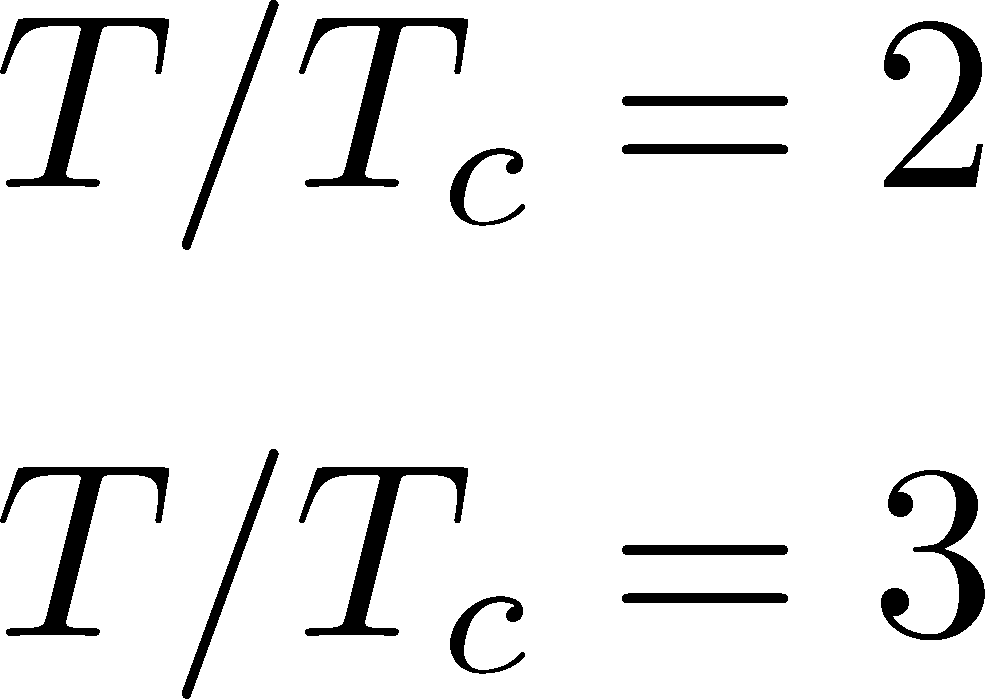 T/T_c = 2
T/T_c = 3